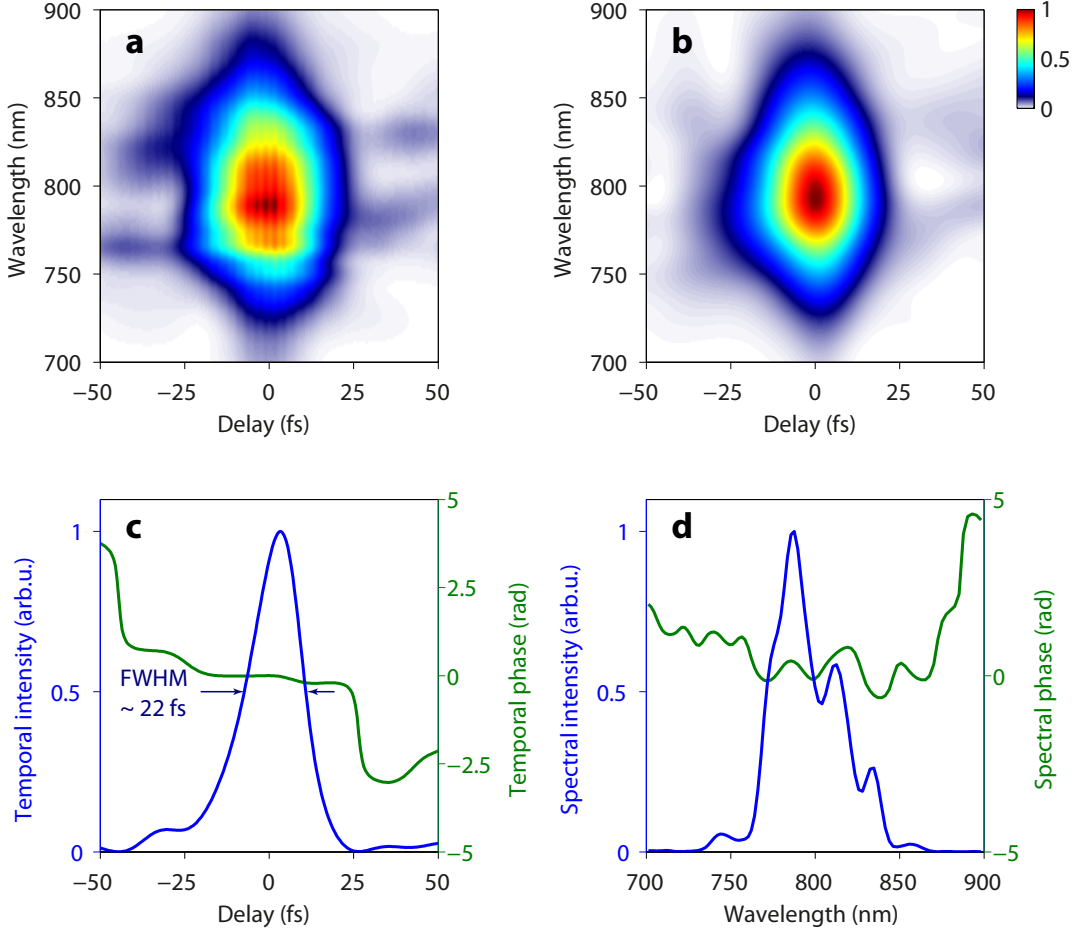 a
900
850
800
750
700
Wavelength (nm)
−50
−25
0
25
50
Delay (fs)
b
900
850
800
750
700
Wavelength (nm)
−50
−25
0
25
50
Delay (fs)
1
0.5
0
c
1
0.5
0
Temporal intensity (arb.u.)
FWHM
~ 22 fs
5
2.5
0
−2.5
−5
Temporal phase (rad)
−50
−25
0
25
50
Delay (fs)
d
1
0.5
0
Spectral intensity (arb.u.)
5
0
−5
Spectral phase (rad)
700
750
800
850
900
Wavelength (nm)